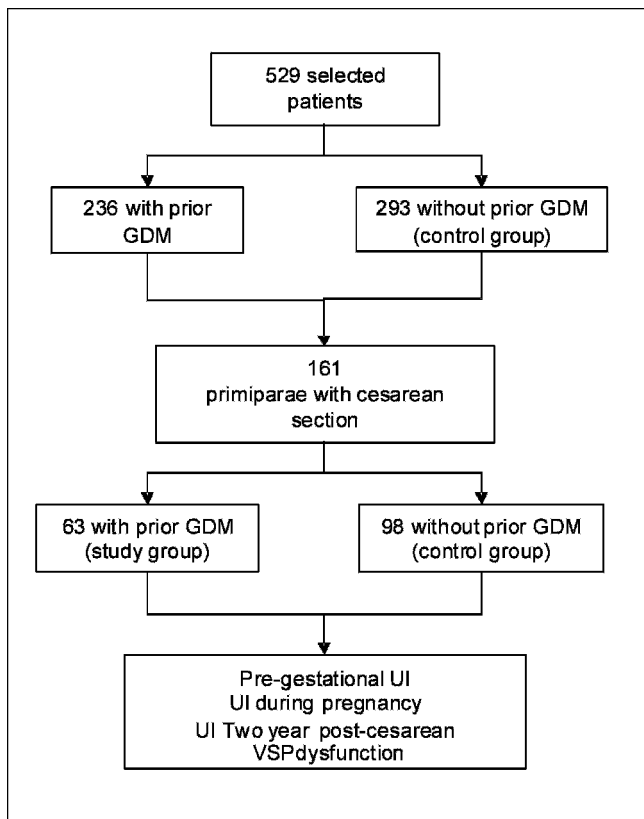 529 selected
patients
236 with prior
GDM
293 without prior GDM
(control group)
161
primiparae with cesarean
section
63 with prior GDM
(study group)
98 without prior GDM
(control group)
Pre-gestational UI
UI during pregnancy
UI Two year post-cesarean
VSPdysfunction